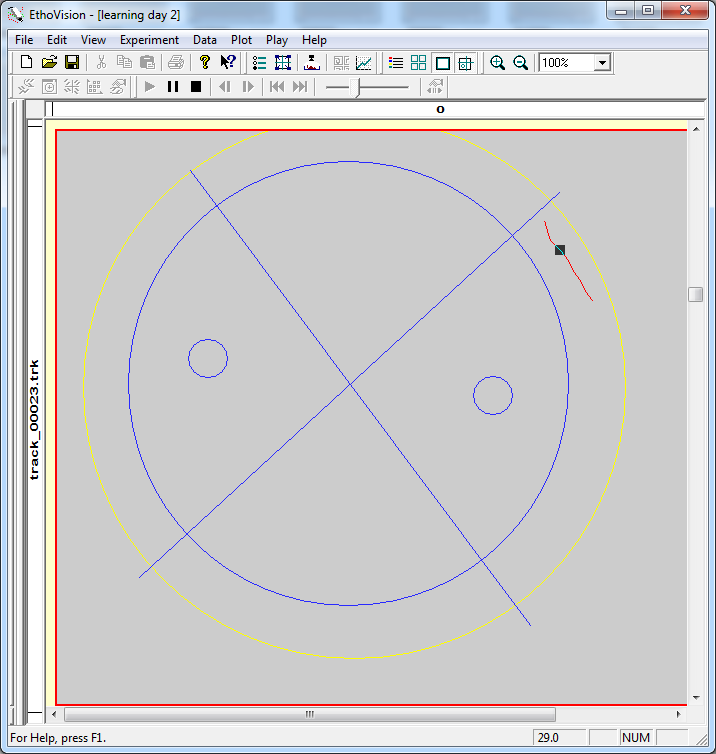 EthoVision - [learning day 2]
File Edit View Experiment Data Plot Play Help
100%
0
track_00023.trk
For Help, press F1.
29.0
NUM